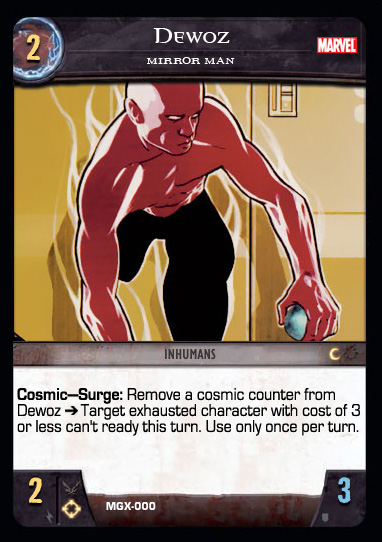 2
Dewoz
MARVEL
MIRROR MAN
INHUMANS
Cosmic—Surge: Remove a cosmic counter from
Dewoz ➔ Target exhausted character with cost of 3
or less can't ready this turn. Use only once per turn.
2
MGX-000
3